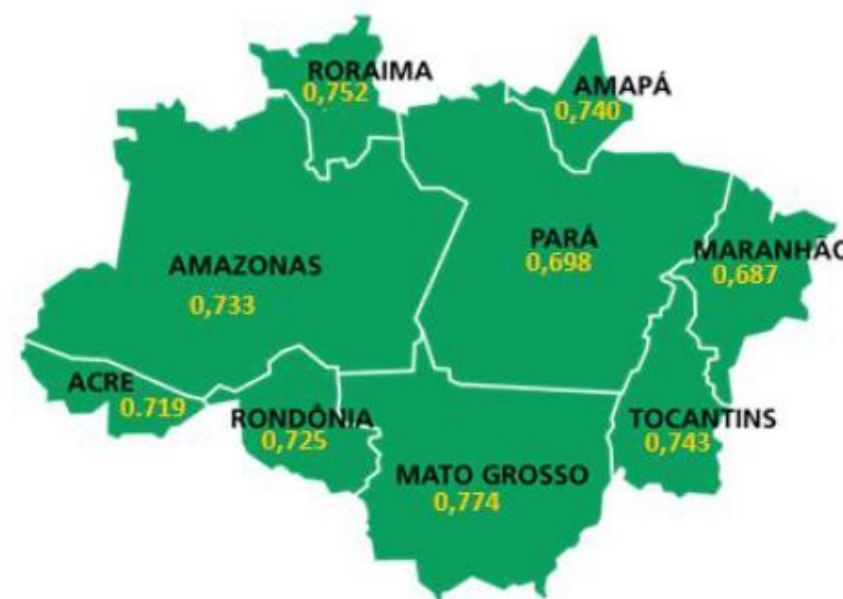 RORAIMA
0,752
AMAPÁ
0,740
PARÁ
0,698
MARANHÃO
0,687
AMAZONAS
0,733
ACRE
0.719
RONDÔNIA
0,725
TOCANTINS
0,743
MATO GROSSO
0,774